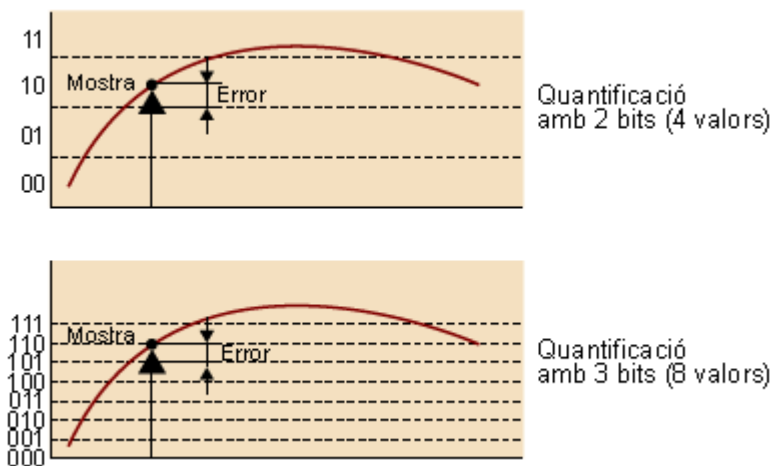 11
10
01
00
Mostra
Error
Quantificació
amb 2 bits (4 valors)
111
110
101
100
011
010
001
000
Mostra
Error
Quantificació
amb 3 bits (8 valors)